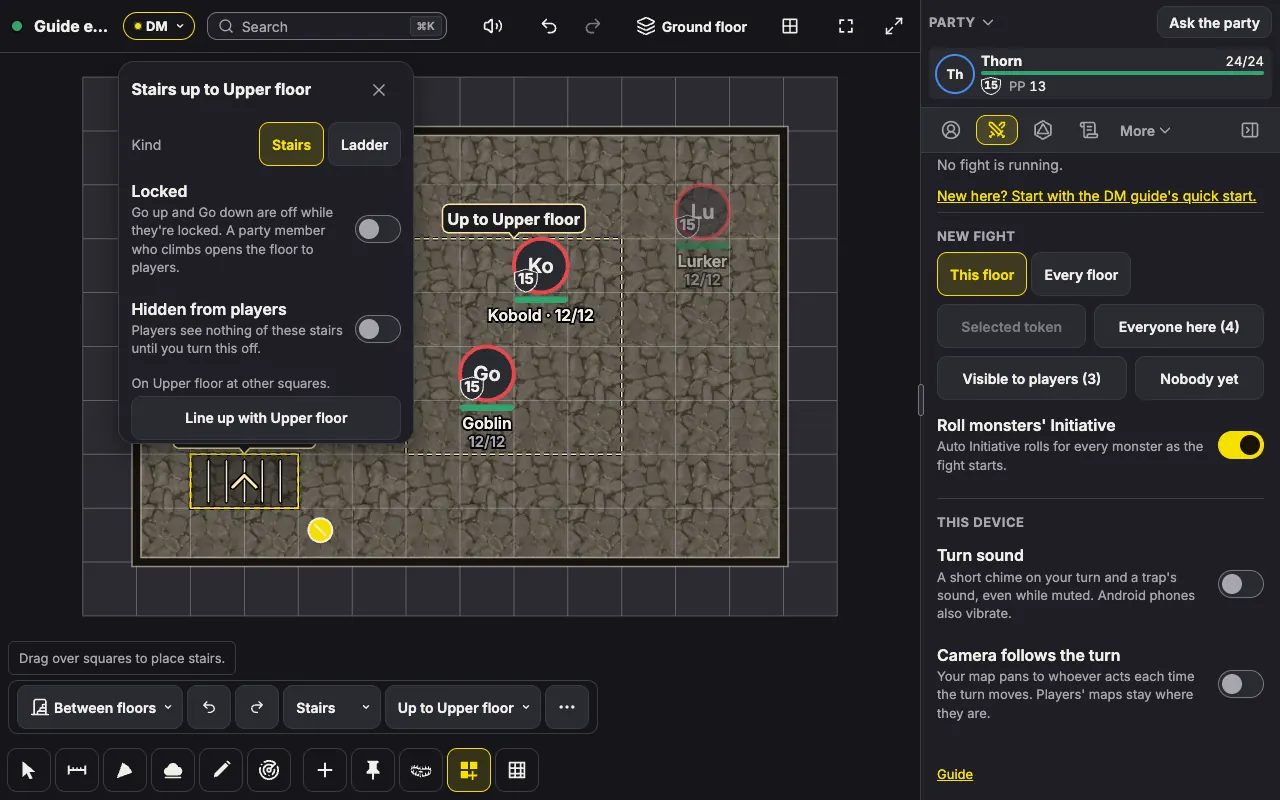 Guide e...
DM
Search
⌘K
Ground floor
PARTY
Ask the party
Th
Thorn
24/24
15
PP 13
More
Stairs up to Upper floor
Kind
Stairs
Ladder
Locked
Go up and Go down are off while
they're locked. A party member
who climbs opens the floor to
players.
Hidden from players
Players see nothing of these stairs
until you turn this off.
On Upper floor at other squares.
Line up with Upper floor
Up to Upper floor
Ko
15
Kobold · 12/12
Lu
15
Lurker
12/12
Go
15
Goblin
12/12
No fight is running.
New here? Start with the DM guide's quick start.
NEW FIGHT
This floor
Every floor
Selected token
Everyone here (4)
Visible to players (3)
Nobody yet
Roll monsters' Initiative
Auto Initiative rolls for every monster as the
fight starts.
THIS DEVICE
Turn sound
A short chime on your turn and a trap's
sound, even while muted. Android phones
also vibrate.
Camera follows the turn
Your map pans to whoever acts each time
the turn moves. Players' maps stay where
they are.
Guide
Drag over squares to place stairs.
Between floors
Stairs
Up to Upper floor